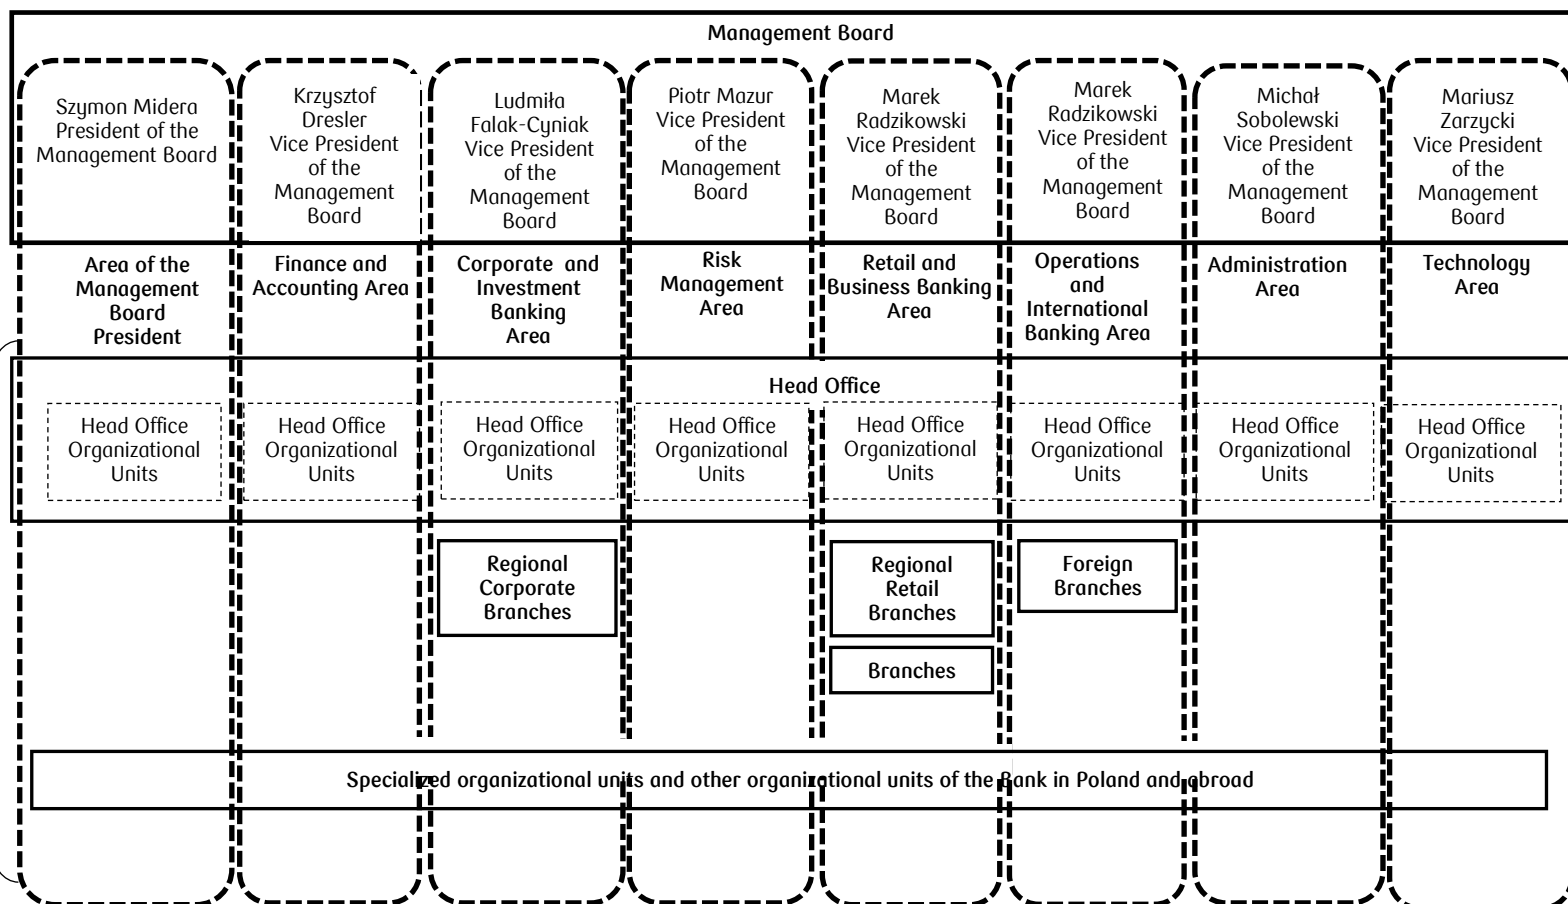 Management Board
Szymon Midera
President of the
Management Board
Krzysztof
Dresler
Vice President
of the
Management
Board
Ludmiła
Falak-Cyniak
Vice President
of the
Management
Board
Piotr Mazur
Vice President
of the
Management
Board
Marek
Radzikowski
Vice President
of the
Management
Board
Marek
Radzikowski
Vice President
of the
Management
Board
Michał
Sobolewski
Vice President
of the
Management
Board
Mariusz
Zarzycki
Vice President
of the
Management
Board
Area of the
Management
Board
President
Finance and
Accounting Area
Corporate and
Investment
Banking
Area
Risk
Management
Area
Retail and
Business Banking
Area
Operations
and
International
Banking Area
Administration
Area
Technology
Area
Head Office
Head Office
Organizational
Units
Head Office
Organizational
Units
Head Office
Organizational
Units
Head Office
Organizational
Units
Head Office
Organizational
Units
Head Office
Organizational
Units
Head Office
Organizational
Units
Head Office
Organizational
Units
Regional
Corporate
Branches
Regional
Retail
Branches
Foreign
Branches
Branches
Specialized organizational units and other organizational units of the Bank in Poland and abroad